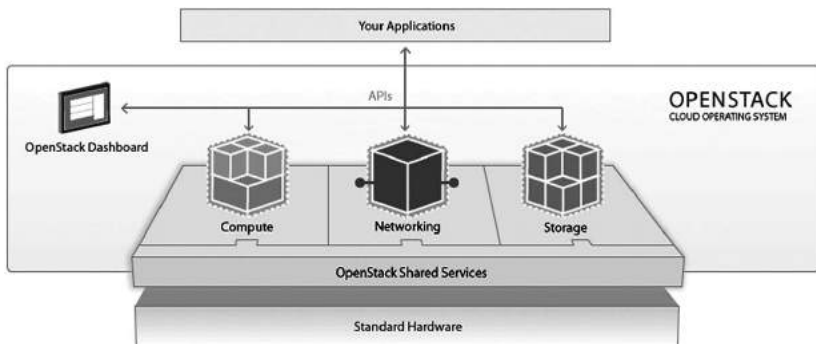 Your Applications
APIs
OPENSTACK
CLOUD OPERATING SYSTEM
OpenStack Dashboard
Compute
Networking
Storage
OpenStack Shared Services
Standard Hardware